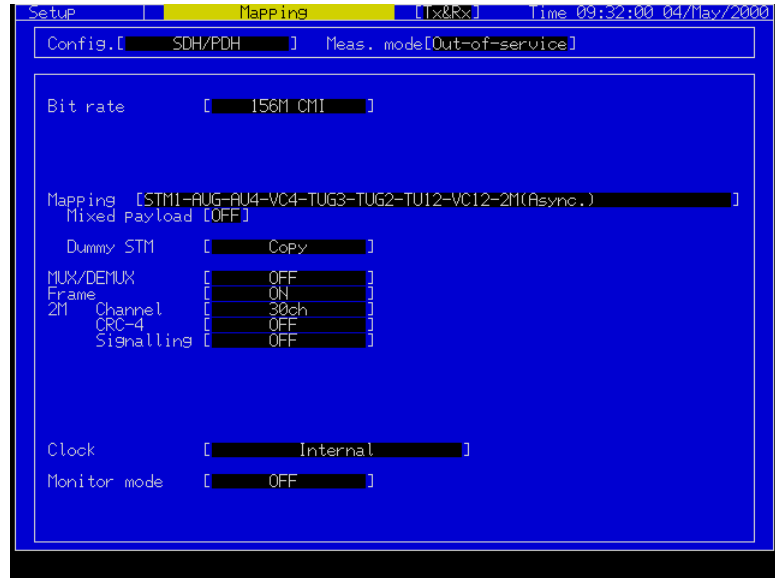 Setup | Mapping [Tx&Rx] Time 09:32:00 04/May/2000
Config.[ SDH/PDH ] Meas. mode[Out-of-service]
Bit rate [ 156M CMI ]
Mapping [STM1-AUG-AU4-VC4-TUG3-TUG2-TU12-VC12-2M(Async.) ]
Mixed payload [OFF]
Dummy STM [ Copy ]
MUX/DEMUX [ OFF ]
Frame [ ON ]
2M Channel [ 30ch ]
CRC-4 [ OFF ]
Signalling [ OFF ]
Clock [ Internal ]
Monitor mode [ OFF ]